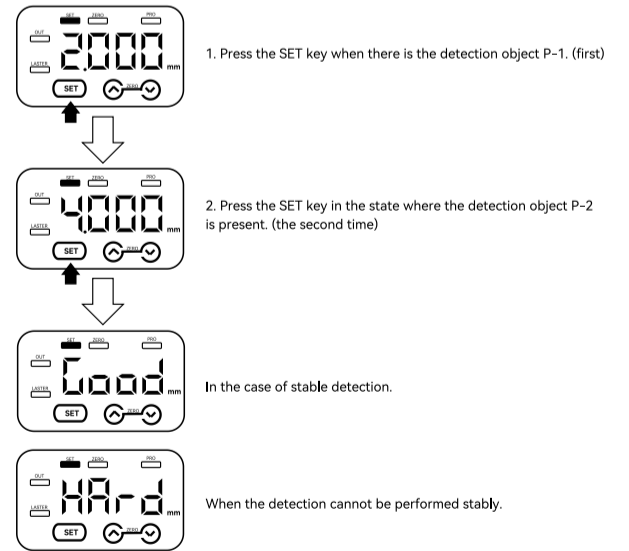 SET ZERO PRO
OUT
2.000
LASTER
mm
SET ZERO
1. Press the SET key when there is the detection object P-1. (first)
SET ZERO PRO
OUT
4.000
LASTER
mm
SET ZERO
2. Press the SET key in the state where the detection object P-2
is present. (the second time)
SET ZERO PRO
OUT
Good
LASTER
mm
SET ZERO
In the case of stable detection.
SET ZERO PRO
OUT
HArd
LASTER
mm
SET ZERO
When the detection cannot be performed stably.